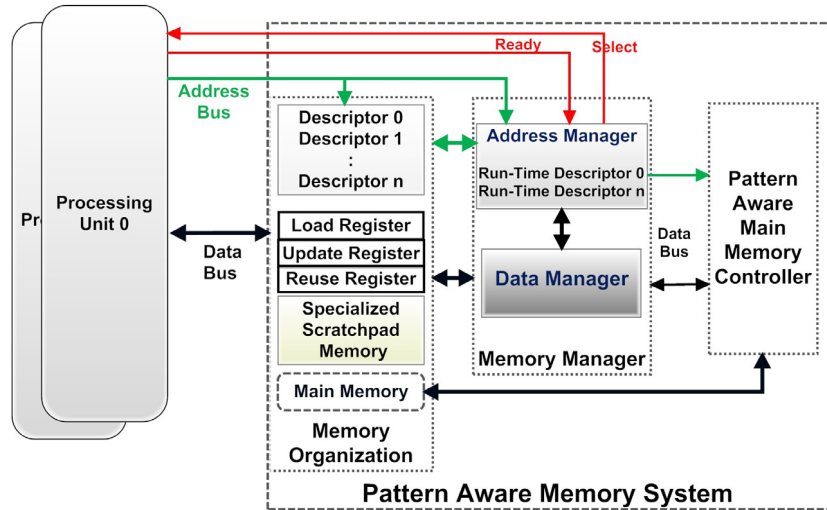 Ready
Select
Address
Bus
Descriptor 0
Descriptor 1
:
Descriptor n
Address Manager
Run-Time Descriptor 0
Run-Time Descriptor n
Pattern
Aware
Main
Memory
Controller
Pro
Processing
Unit 0
Data
Bus
Load Register
Update Register
Reuse Register
Data Manager
Data
Bus
Specialized
Scratchpad
Memory
Memory Manager
Main Memory
Memory
Organization
Pattern Aware Memory System